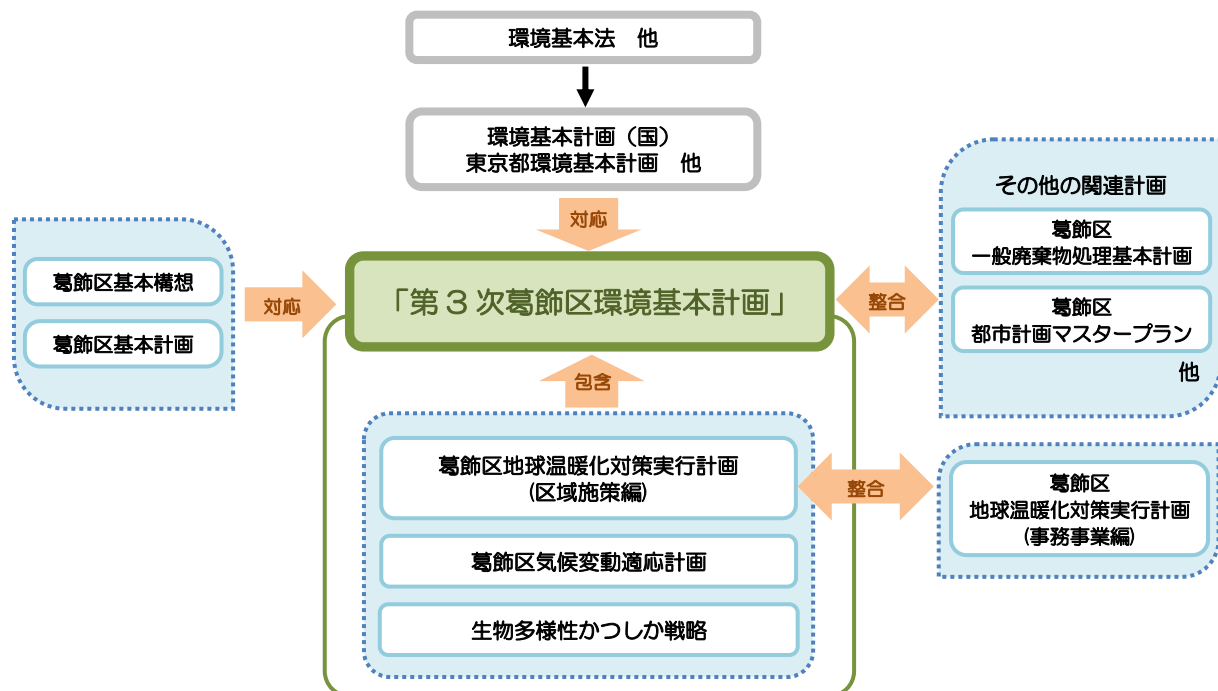 環境基本法　他
環境基本計画（国）
東京都環境基本計画　他
対応
葛飾区基本構想
葛飾区基本計画
対応
「第３次葛飾区環境基本計画」
整合
その他の関連計画
葛飾区
一般廃棄物処理基本計画
葛飾区
都市計画マスタープラン
他
包含
葛飾区地球温暖化対策実行計画
(区域施策編)
葛飾区気候変動適応計画
生物多様性かつしか戦略
整合
葛飾区
地球温暖化対策実行計画
(事務事業編)